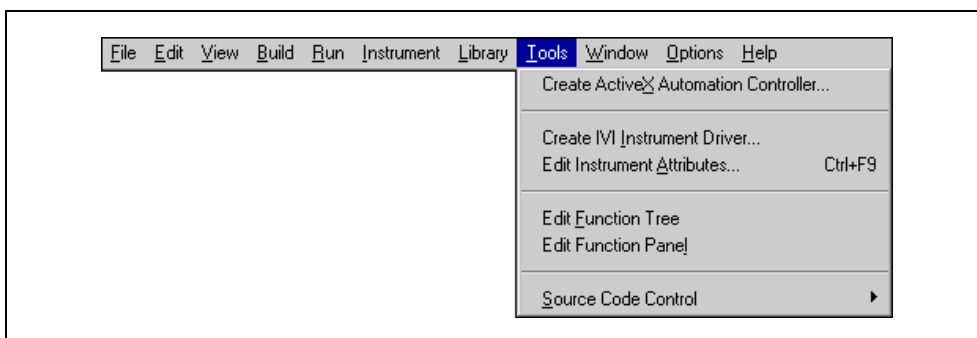 File Edit View Build Run Instrument Library Tools Window Options Help
Create ActiveX Automation Controller...
Create IVI Instrument Driver...
Edit Instrument Attributes... Ctrl+F9
Edit Function Tree
Edit Function Panel
Source Code Control